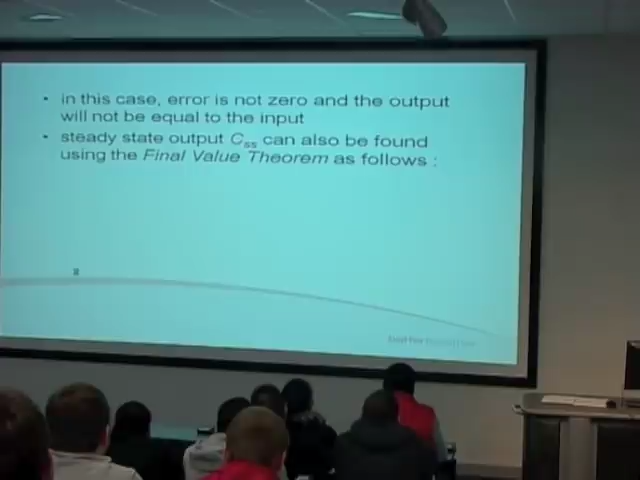 • in this case, error is not zero and the output
will not be equal to the input
• steady state output Css can also be found
using the Final Value Theorem as follows :